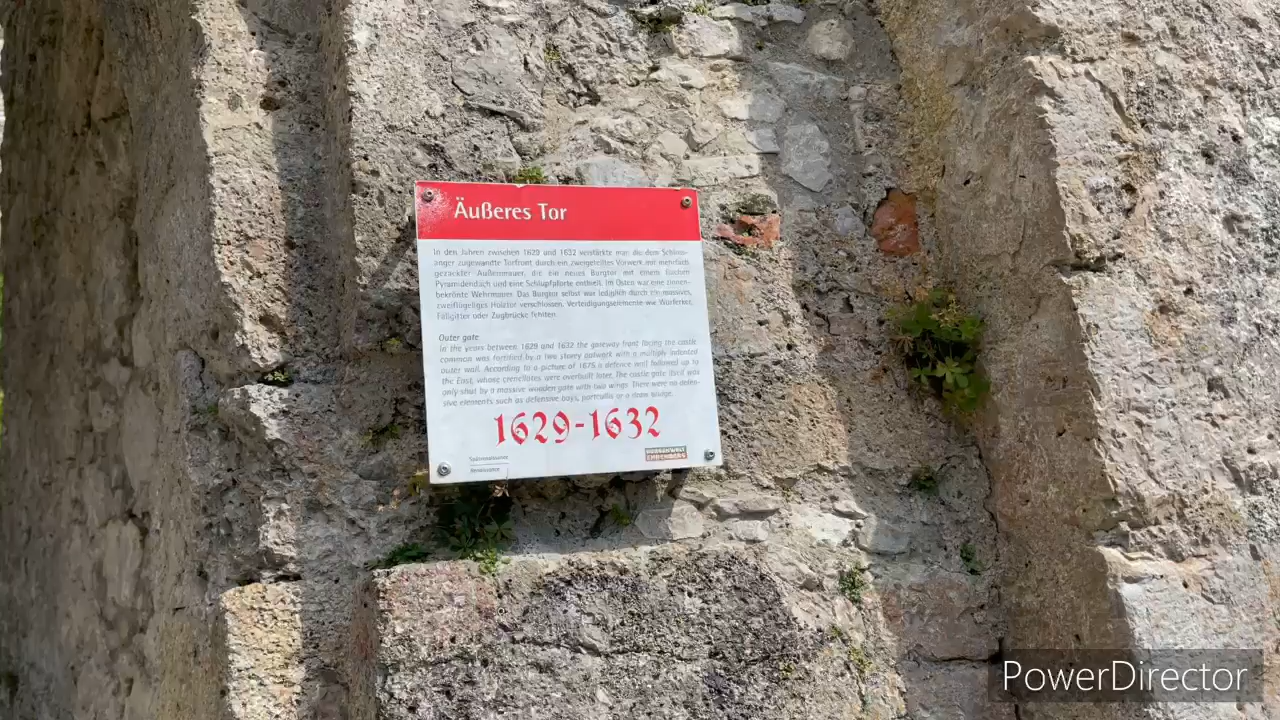 Äußeres Tor
In den Jahren zwischen 1629 und 1632 verstärkte man die dem Schloss-
anger zugewandte Torfront durch ein zweigeteiltes Vorwerk mit mehrfach
gezackter Außenmauer, die ein neues Burgtor mit einem flachen
Pyramidendach und eine Schlupfpforte enthielt. Im Osten war eine zinnen-
bekrönte Wehrmauer. Das Burgtor selbst war lediglich durch ein massives,
zweiflügeliges Holztor verschlossen. Verteidigungselemente wie Wurferker,
Fallgitter oder Zugbrücke fehlten.
Outer gate
In the years between 1629 and 1632 the gateway front facing the castle
common was fortified by a two storey outwork with a multiply indented
outer wall. According to a picture of 1675 a defence wall followed up to
the East, whose crenellates were overbuilt later. The castle gate itself was
only shut by a massive wooden gate with two wings. There were no defen-
sive elements such as defensive bays, portcullis or a draw bridge.
1629-1632
Spätrenaissance
Renaissance
EHRENBERG
PowerDirector